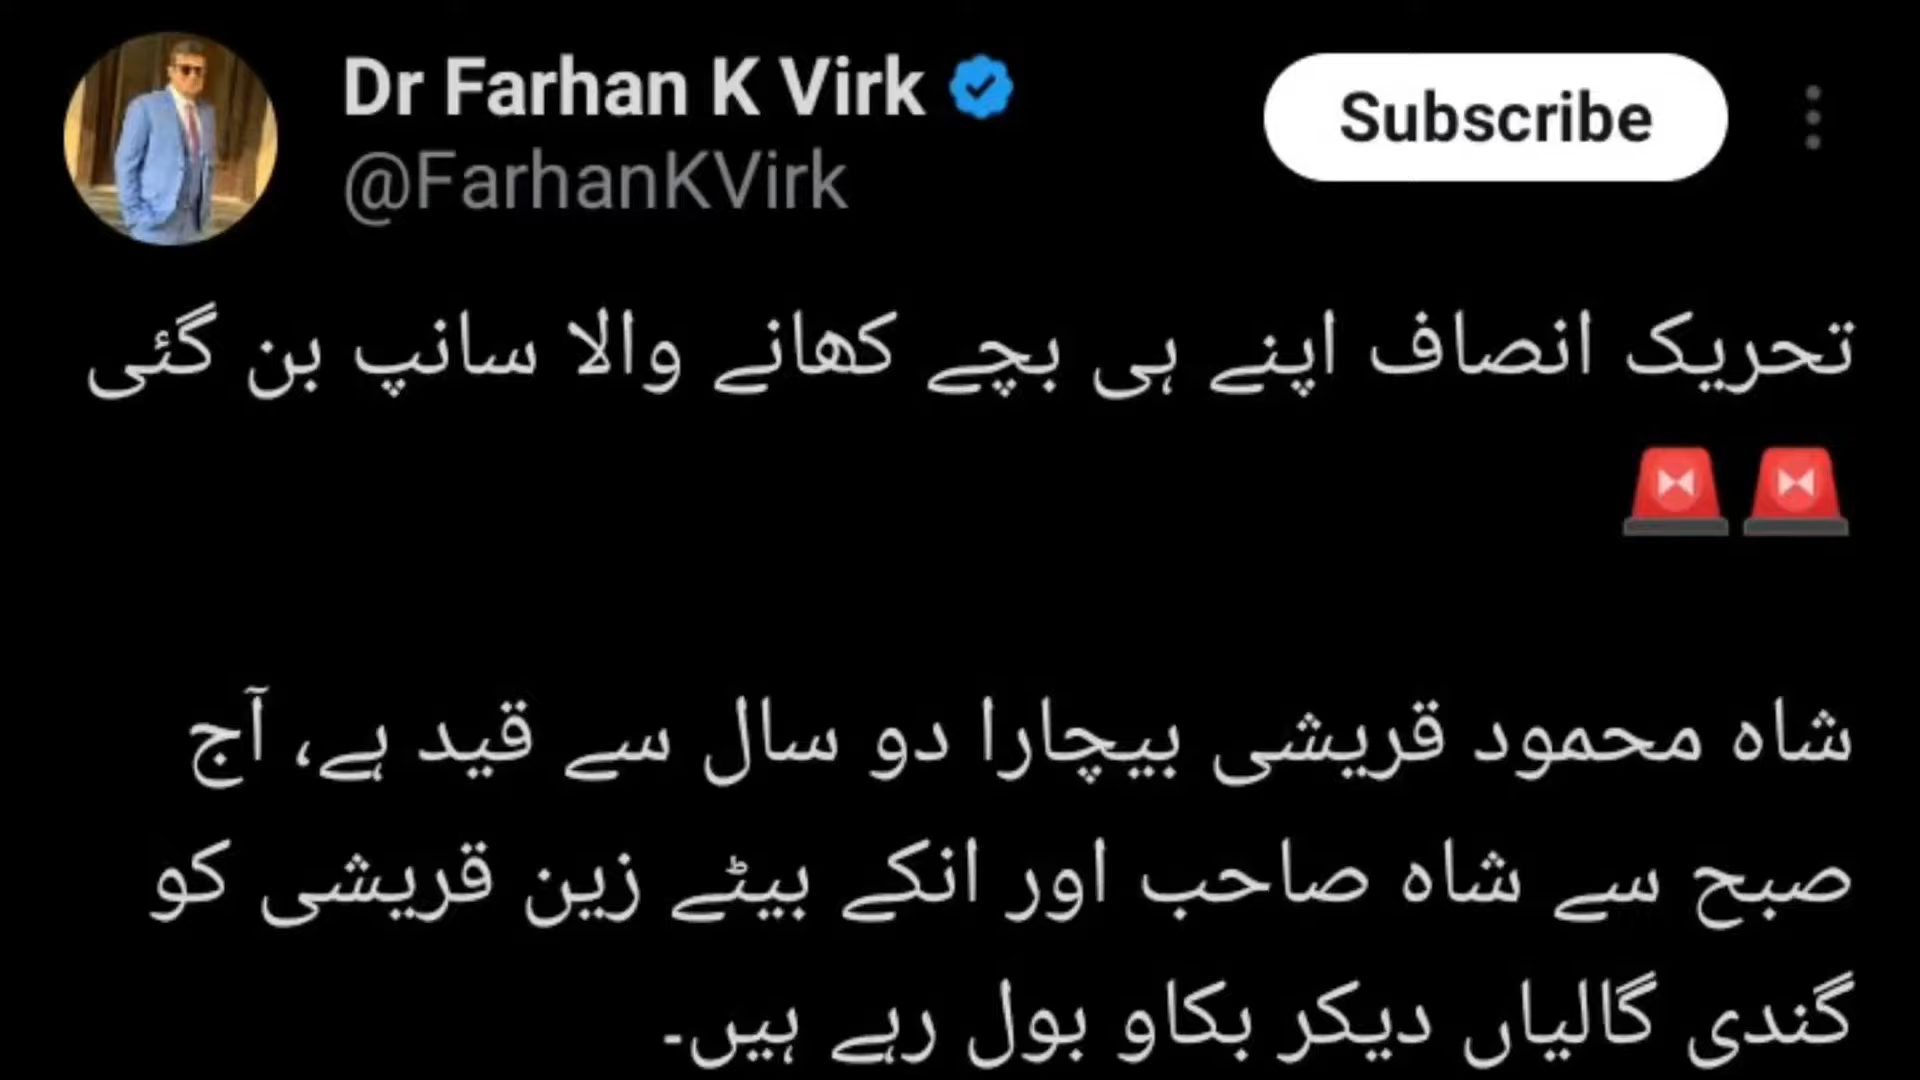 Dr Farhan K Virk
@FarhanKVirk
Subscribe
تحریک انصاف اپنے ہی بچے کھانے والا سانپ بن گئی
🚨🚨
شاہ محمود قریشی بیچارا دو سال سے قید ہے، آج
صبح سے شاہ صاحب اور انکے بیٹے زین قریشی کو
گندی گالیاں دیکر بکاو بول رہے ہیں۔